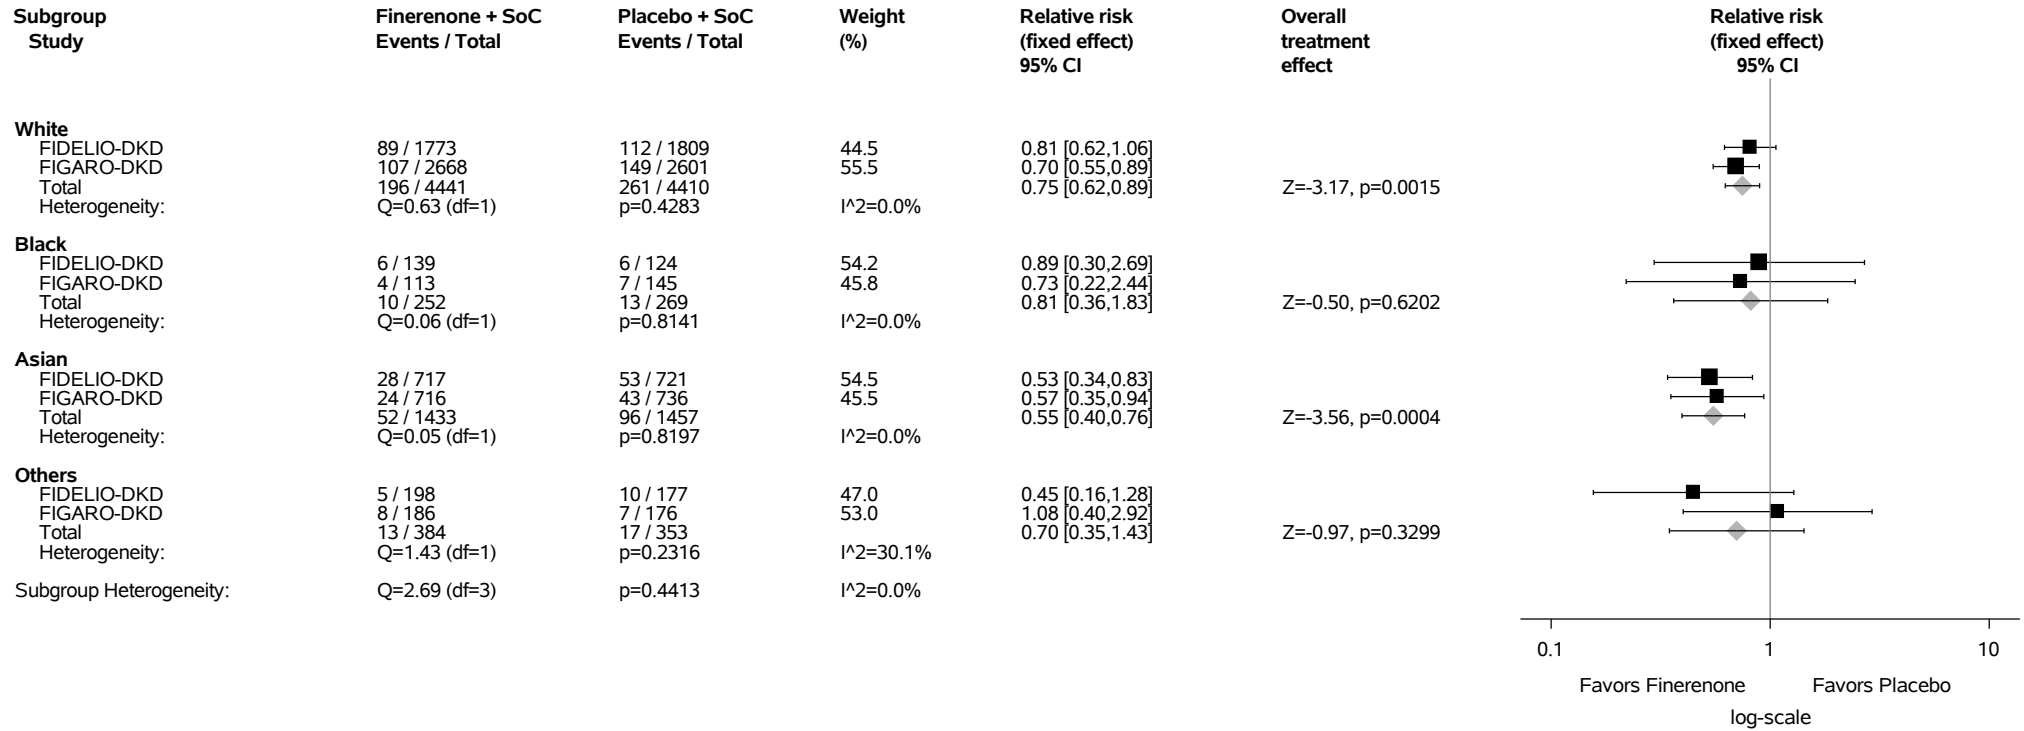 Subgroup Finerenone + SoC Placebo + SoC Weight Relative risk Overall Relative risk
Study Events / Total Events / Total (%) (fixed effect) treatment (fixed effect)
95% CI effect 95% CI
White
FIDELIO-DKD 89 / 1773 112 / 1809 44.5 0.81 [0.62,1.06]
FIGARO-DKD 107 / 2668 149 / 2601 55.5 0.70 [0.55,0.89]
Total 196 / 4441 261 / 4410 0.75 [0.62,0.89] Z=-3.17, p=0.0015
Heterogeneity: Q=0.63 (df=1) p=0.4283 I^2=0.0%
Black
FIDELIO-DKD 6 / 139 6 / 124 54.2 0.89 [0.30,2.69]
FIGARO-DKD 4 / 113 7 / 145 45.8 0.73 [0.22,2.44]
Total 10 / 252 13 / 269 0.81 [0.36,1.83] Z=-0.50, p=0.6202
Heterogeneity: Q=0.06 (df=1) p=0.8141 I^2=0.0%
Asian
FIDELIO-DKD 28 / 717 53 / 721 54.5 0.53 [0.34,0.83]
FIGARO-DKD 24 / 716 43 / 736 45.5 0.57 [0.35,0.94]
Total 52 / 1433 96 / 1457 0.55 [0.40,0.76] Z=-3.56, p=0.0004
Heterogeneity: Q=0.05 (df=1) p=0.8197 I^2=0.0%
Others
FIDELIO-DKD 5 / 198 10 / 177 47.0 0.45 [0.16,1.28]
FIGARO-DKD 8 / 186 7 / 176 53.0 1.08 [0.40,2.92]
Total 13 / 384 17 / 353 0.70 [0.35,1.43] Z=-0.97, p=0.3299
Heterogeneity: Q=1.43 (df=1) p=0.2316 I^2=30.1%
Subgroup Heterogeneity: Q=2.69 (df=3) p=0.4413 I^2=0.0%
0.1 1 10
Favors Finerenone Favors Placebo
log-scale